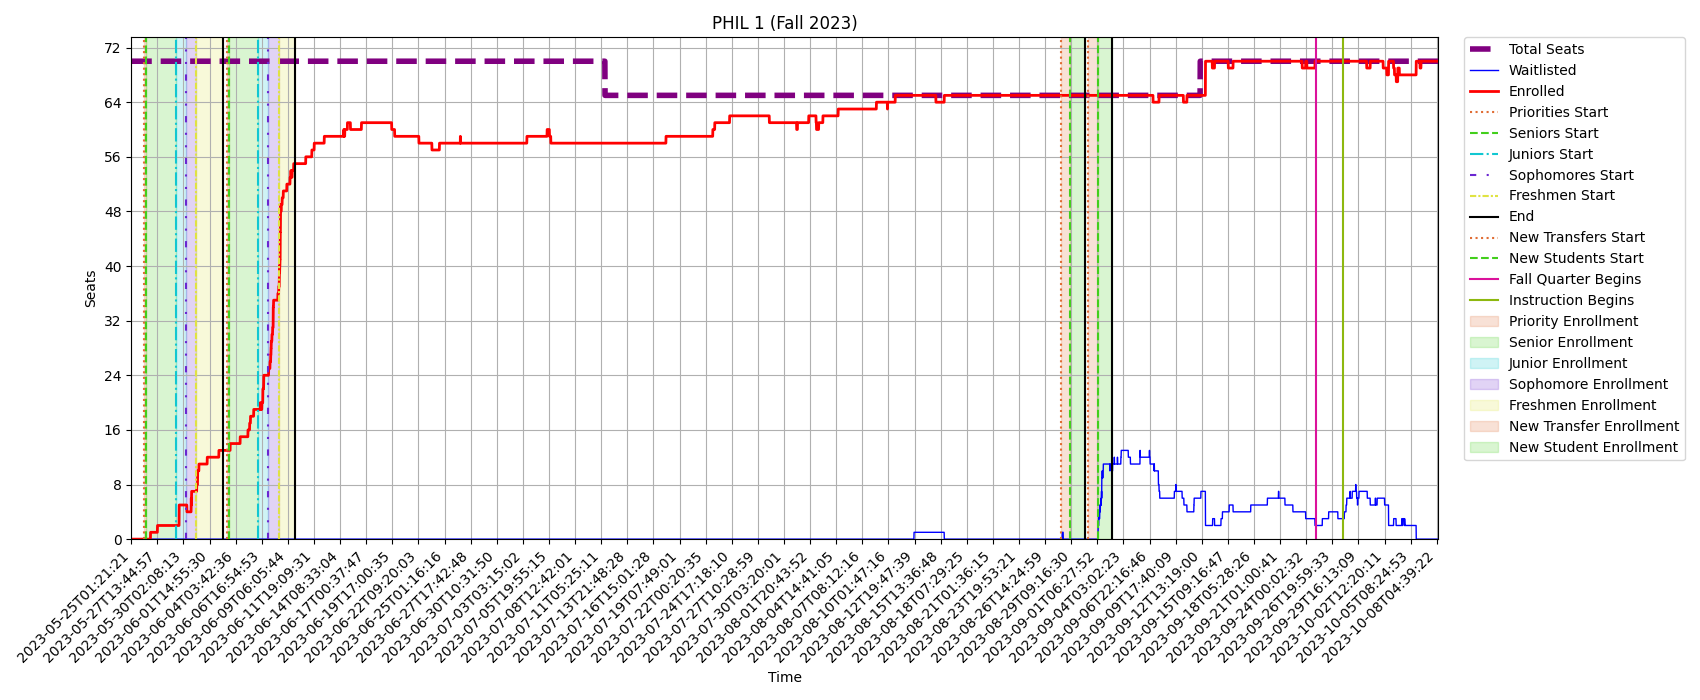 PHIL 1 (Fall 2023)
Seats
72
64
56
48
40
32
24
16
8
0
2023-05-25T01:21:21
2023-05-27T13:44:57
2023-05-30T02:08:13
2023-06-01T14:55:30
2023-06-04T03:42:36
2023-06-06T16:54:53
2023-06-09T06:05:44
2023-06-11T19:09:31
2023-06-14T08:33:04
2023-06-17T00:37:47
2023-06-19T17:00:35
2023-06-22T09:20:03
2023-06-25T01:16:16
2023-06-27T17:42:48
2023-06-30T10:31:50
2023-07-03T03:15:02
2023-07-05T19:55:15
2023-07-08T12:42:01
2023-07-11T05:25:11
2023-07-13T21:48:28
2023-07-16T15:01:28
2023-07-19T07:49:01
2023-07-22T00:20:35
2023-07-24T17:18:10
2023-07-27T10:28:59
2023-07-30T03:20:01
2023-08-01T20:43:52
2023-08-04T14:41:05
2023-08-07T08:12:16
2023-08-10T01:47:16
2023-08-12T19:47:39
2023-08-15T13:36:48
2023-08-18T07:29:25
2023-08-21T01:36:15
2023-08-23T19:53:21
2023-08-26T14:24:59
2023-08-29T09:16:30
2023-09-01T06:27:52
2023-09-04T03:02:23
2023-09-06T22:16:46
2023-09-09T17:40:09
2023-09-12T13:19:00
2023-09-15T09:16:47
2023-09-18T05:28:26
2023-09-21T01:00:41
2023-09-24T00:02:32
2023-09-26T19:59:33
2023-09-29T16:13:09
2023-10-02T12:20:11
2023-10-05T08:24:53
2023-10-08T04:39:22
Time
Total Seats
Waitlisted
Enrolled
Priorities Start
Seniors Start
Juniors Start
Sophomores Start
Freshmen Start
End
New Transfers Start
New Students Start
Fall Quarter Begins
Instruction Begins
Priority Enrollment
Senior Enrollment
Junior Enrollment
Sophomore Enrollment
Freshmen Enrollment
New Transfer Enrollment
New Student Enrollment